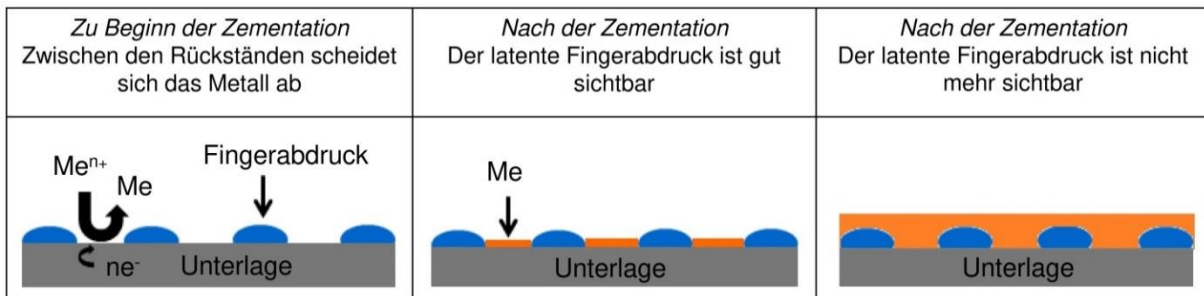 Zu Beginn der Zementation
Zwischen den Rückständen scheidet
sich das Metall ab
Nach der Zementation
Der latente Fingerabdruck ist gut
sichtbar
Nach der Zementation
Der latente Fingerabdruck ist nicht
mehr sichtbar
Meⁿ⁺
Me
Fingerabdruck
ne⁻
Unterlage
Me
Unterlage
Unterlage